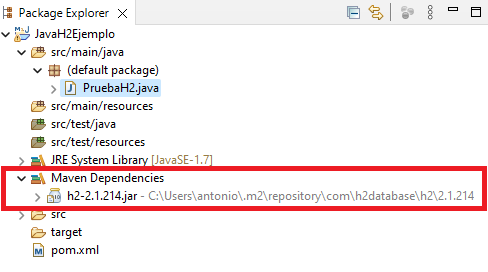 Package Explorer
JavaH2Ejemplo
src/main/java
(default package)
PruebaH2.java
src/main/resources
src/test/java
src/test/resources
JRE System Library [JavaSE-1.7]
Maven Dependencies
h2-2.1.214.jar - C:\Users\antonio\.m2\repository\com\h2database\h2\2.1.214
src
target
pom.xml